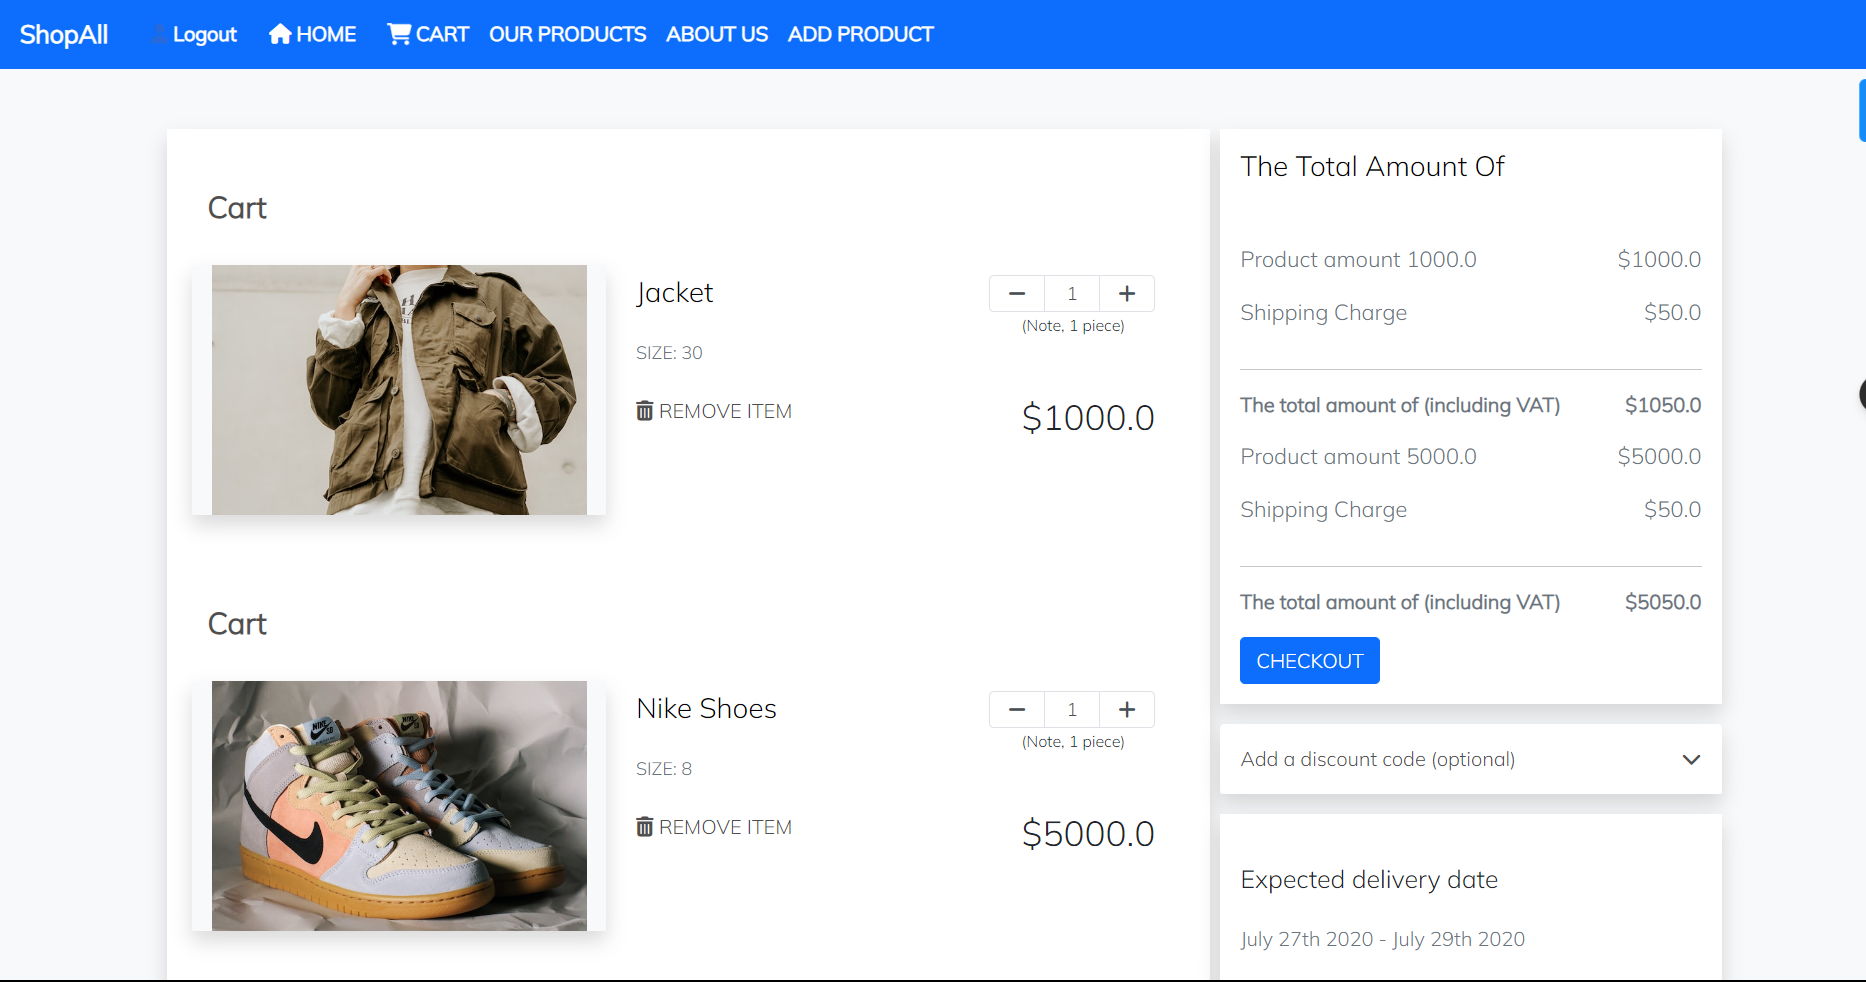 ShopAll Logout HOME CART OUR PRODUCTS ABOUT US ADD PRODUCT
Cart
Jacket
1
(Note, 1 piece)
SIZE: 30
REMOVE ITEM
$1000.0
Cart
NIKE
Nike Shoes
1
(Note, 1 piece)
SIZE: 8
REMOVE ITEM
$5000.0
The Total Amount Of
Product amount 1000.0 $1000.0
Shipping Charge $50.0
The total amount of (including VAT) $1050.0
Product amount 5000.0 $5000.0
Shipping Charge $50.0
The total amount of (including VAT) $5050.0
CHECKOUT
Add a discount code (optional)
Expected delivery date
July 27th 2020 - July 29th 2020